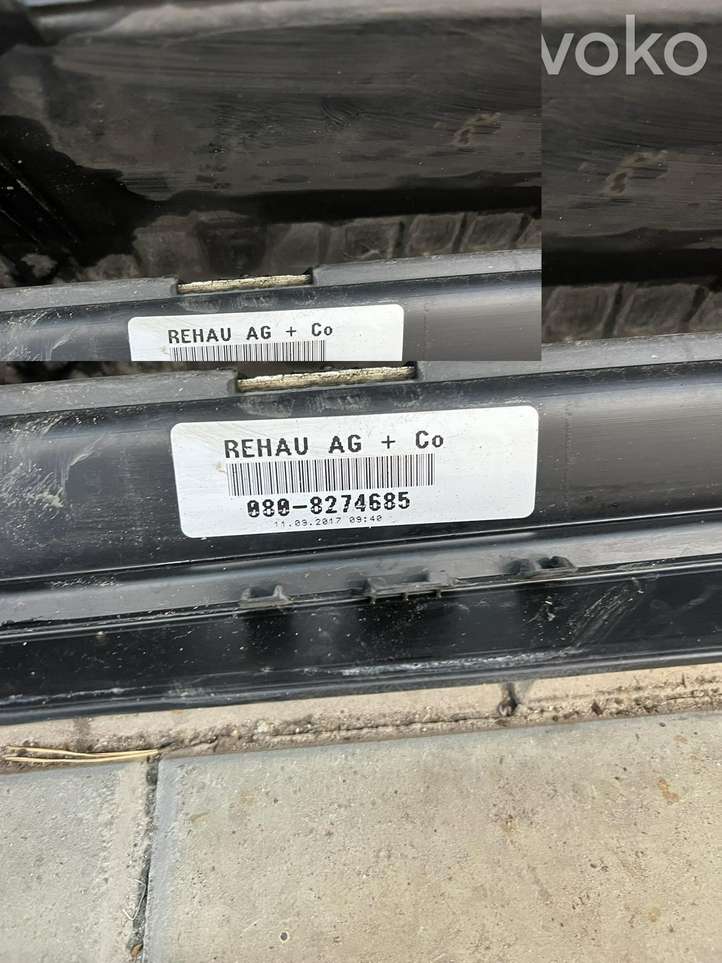 voko
REHAU AG + Co
REHAU AG + Co
080-8274685
11.09.2017 09:40